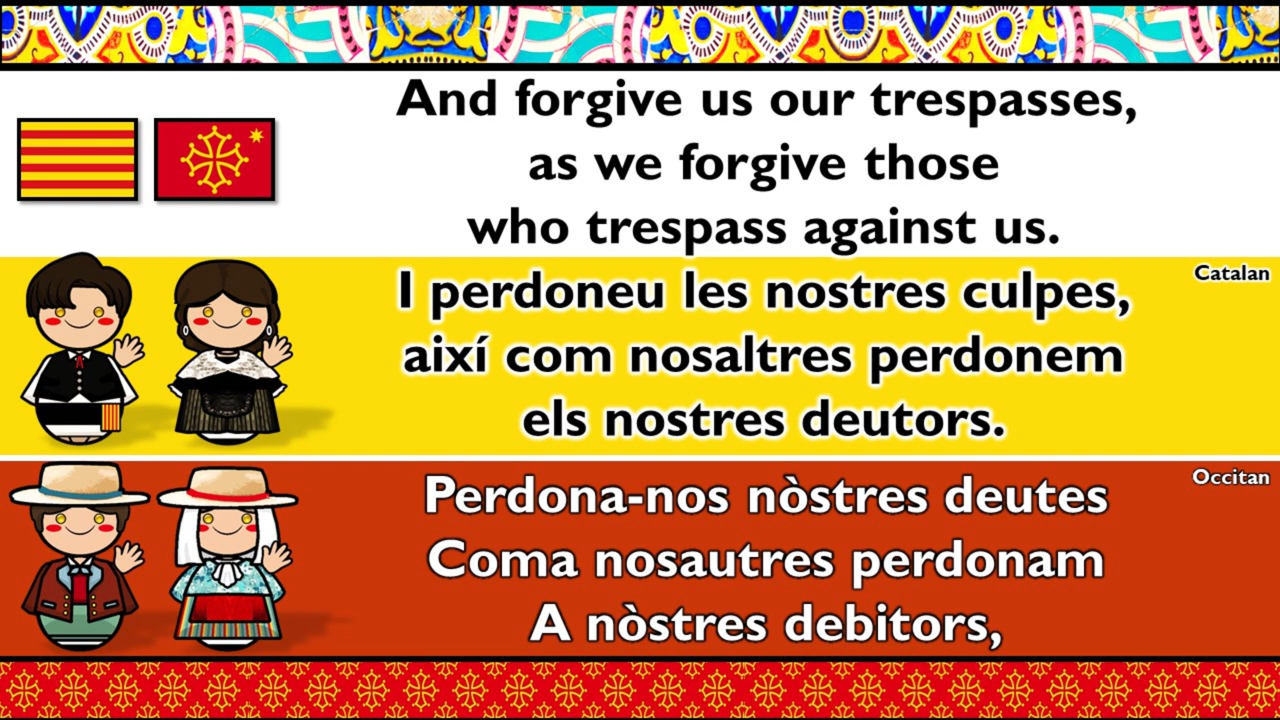 And forgive us our trespasses,
as we forgive those
who trespass against us.
Catalan
I perdoneu les nostres culpes,
així com nosaltres perdonem
els nostres deutors.
Occitan
Perdona-nos nòstres deutes
Coma nosautres perdonam
A nòstres debitors,